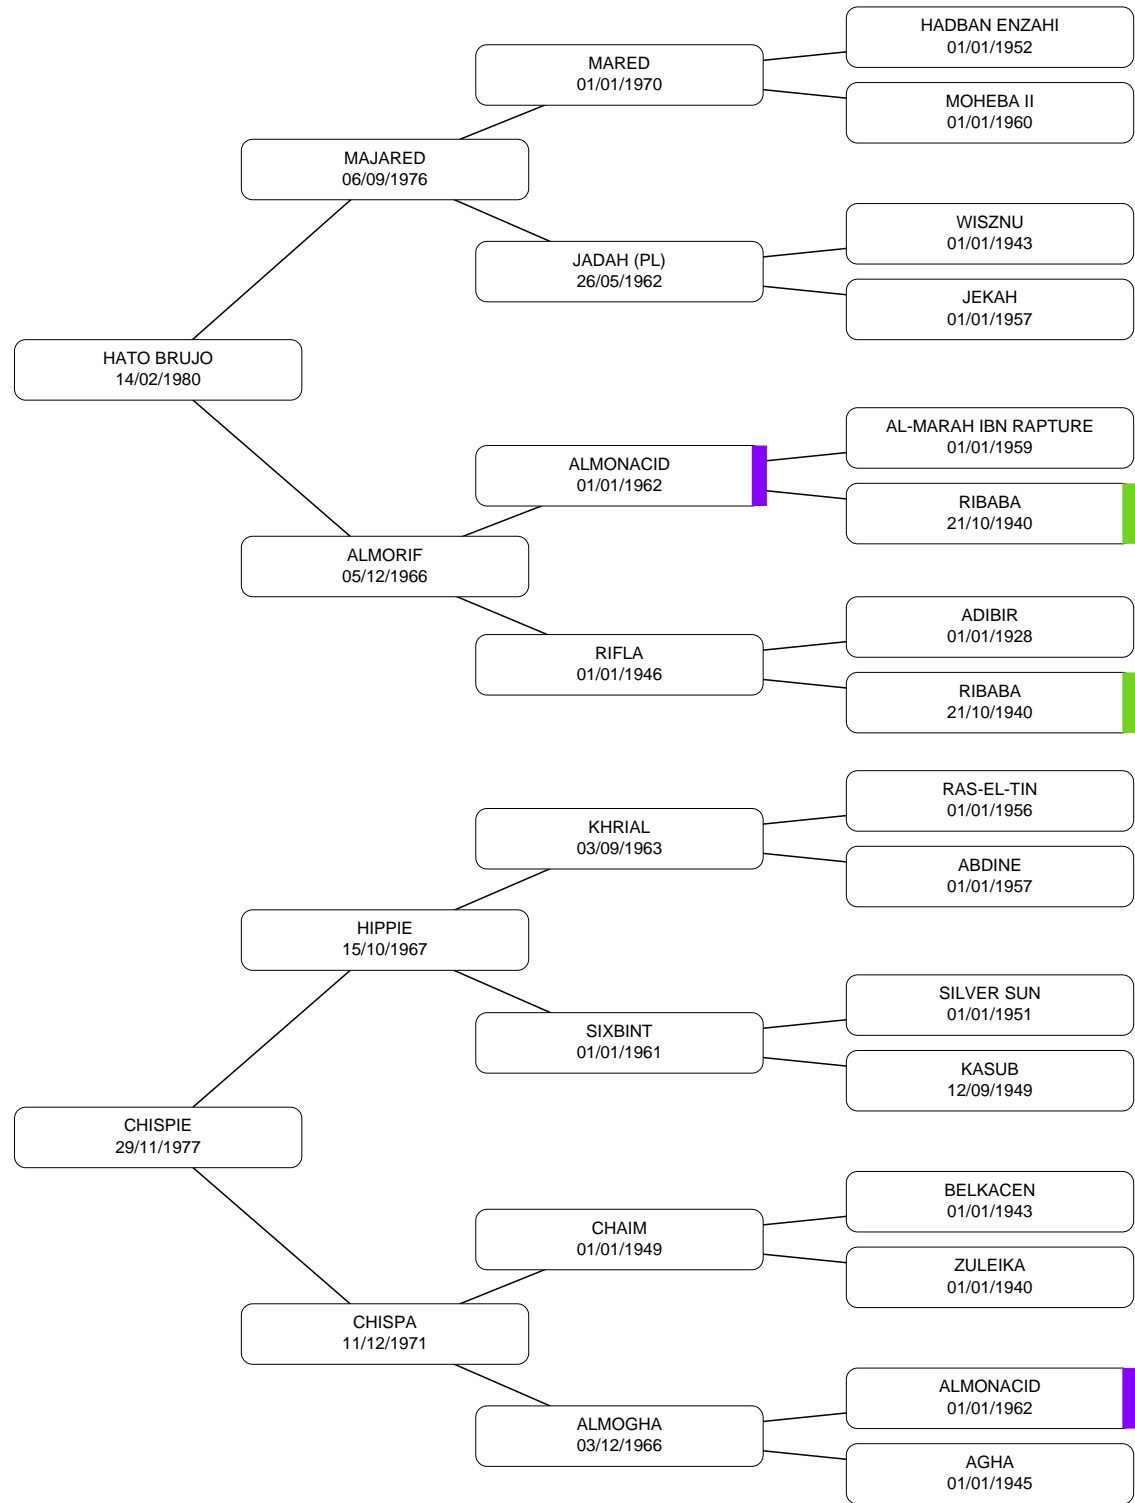 HADBAN ENZAHI
01/01/1952
MARED
01/01/1970
MOHEBA II
01/01/1960
MAJARED
06/09/1976
WISZNU
01/01/1943
JADAH (PL)
26/05/1962
JEKAH
01/01/1957
HATO BRUJO
14/02/1980
AL-MARAH IBN RAPTURE
01/01/1959
ALMONACID
01/01/1962
RIBABA
21/10/1940
ALMORIF
05/12/1966
ADIBIR
01/01/1928
RIFLA
01/01/1946
RIBABA
21/10/1940
RAS-EL-TIN
01/01/1956
KHRIAL
03/09/1963
ABDINE
01/01/1957
HIPPIE
15/10/1967
SILVER SUN
01/01/1951
SIXBINT
01/01/1961
KASUB
12/09/1949
CHISPIE
29/11/1977
BELKACEN
01/01/1943
CHAIM
01/01/1949
ZULEIKA
01/01/1940
CHISPA
11/12/1971
ALMONACID
01/01/1962
ALMOGHA
03/12/1966
AGHA
01/01/1945